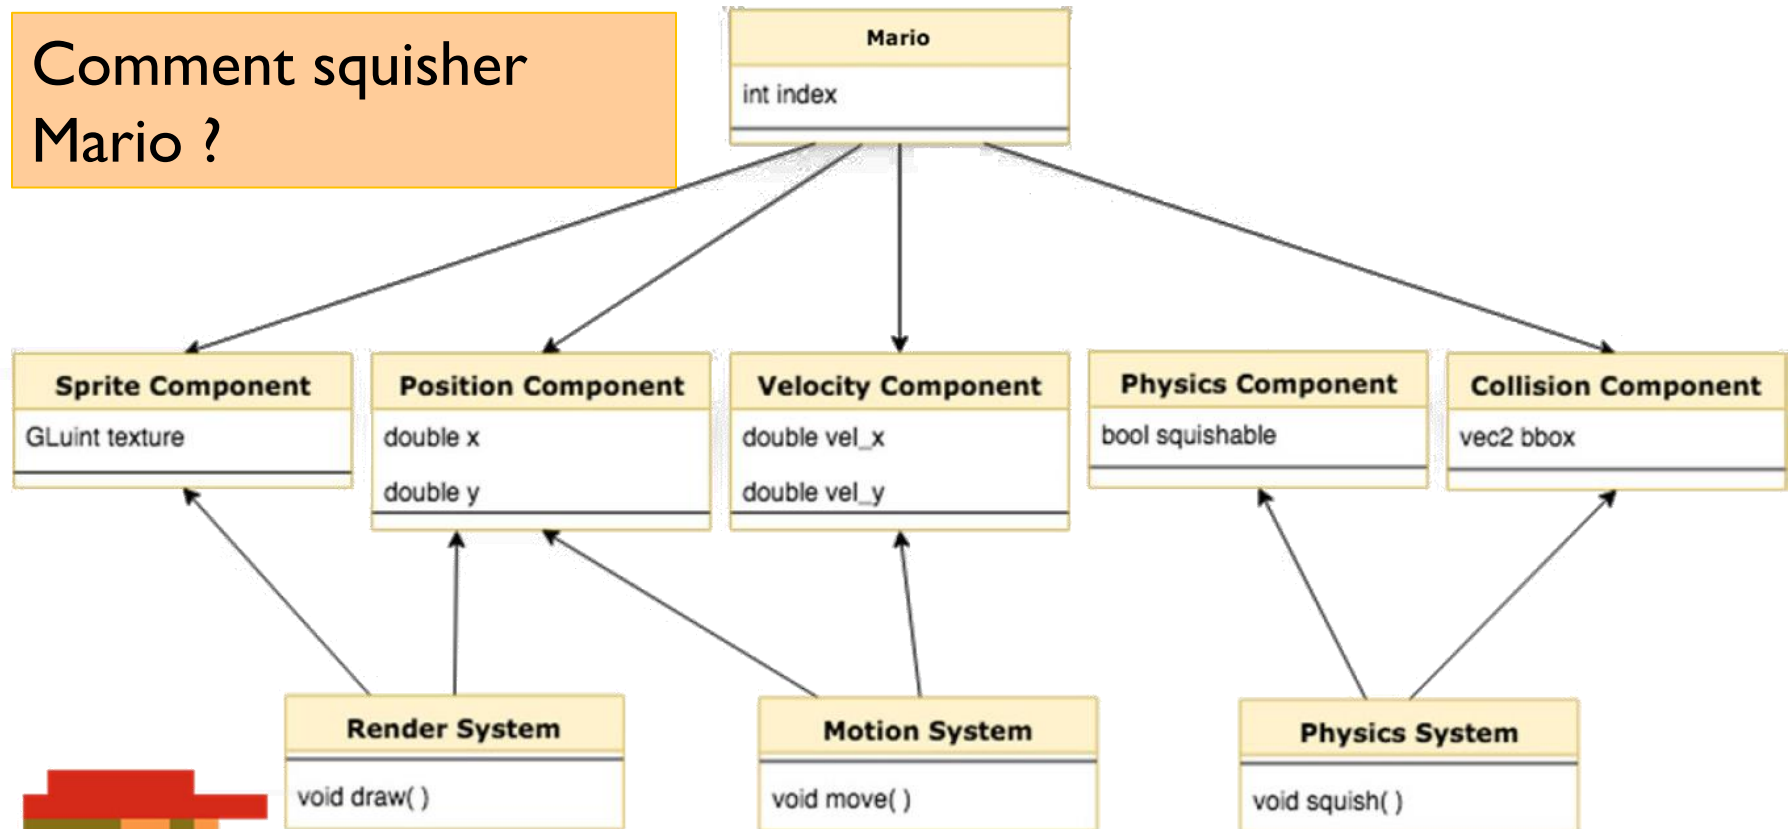 Comment squisher
Mario ?
Mario
int index
Sprite Component
GLuint texture
Position Component
double x
double y
Velocity Component
double vel_x
double vel_y
Physics Component
bool squishable
Collision Component
vec2 bbox
Render System
void draw( )
Motion System
void move( )
Physics System
void squish( )